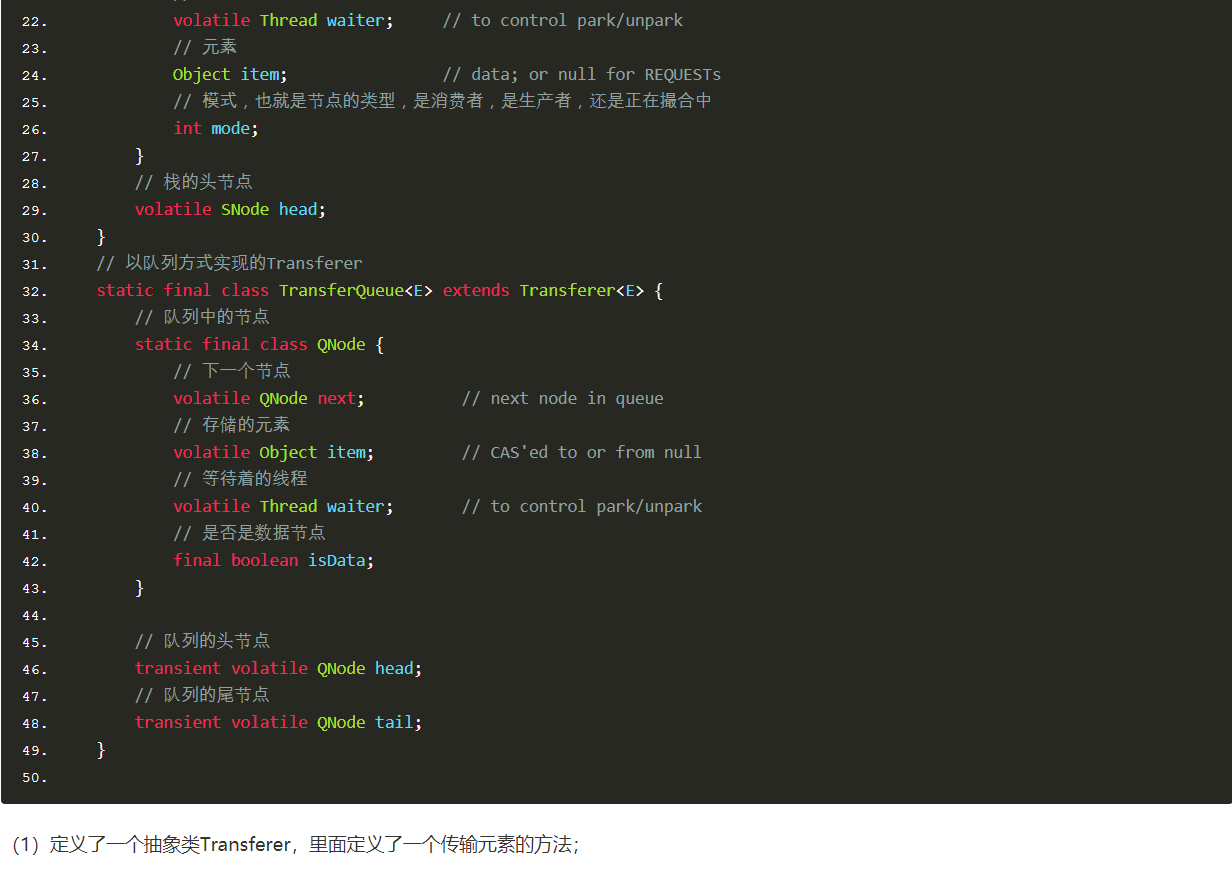 22. volatile Thread waiter; // to control park/unpark
23. // 元素
24. Object item; // data; or null for REQUESTs
25. // 模式，也就是节点的类型，是消费者，是生产者，还是正在撮合中
26. int mode;
27. }
28. // 栈的头节点
29. volatile SNode head;
30. }
31. // 以队列方式实现的Transferer
32. static final class TransferQueue<E> extends Transferer<E> {
33. // 队列中的节点
34. static final class QNode {
35. // 下一个节点
36. volatile QNode next; // next node in queue
37. // 存储的元素
38. volatile Object item; // CAS'ed to or from null
39. // 等待着的线程
40. volatile Thread waiter; // to control park/unpark
41. // 是否是数据节点
42. final boolean isData;
43. }
44.
45. // 队列的头节点
46. transient volatile QNode head;
47. // 队列的尾节点
48. transient volatile QNode tail;
49. }
50.
（1）定义了一个抽象类Transferer，里面定义了一个传输元素的方法；